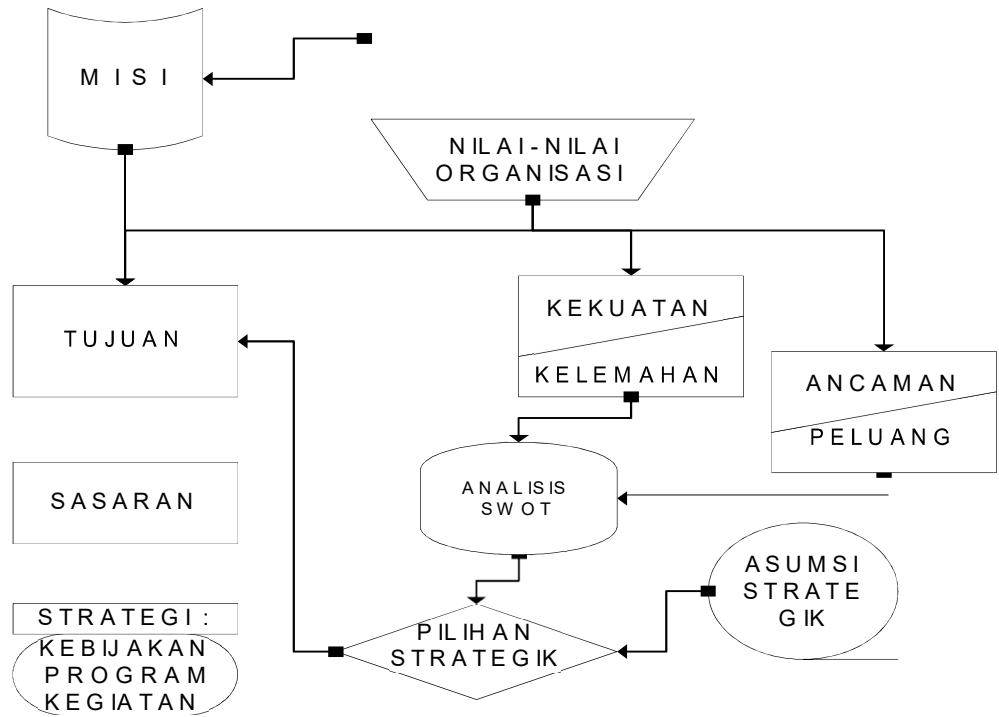 MISI
NILAI-NILAI
ORGANISASI
KEKUATAN
KELEMAHAN
TUJUAN
ANCAMAN
PELUANG
SASARAN
ANALISIS
SWOT
ASUMSI
STRATE
GIK
STRATEGI :
KEBIJAKAN
PROGRAM
KEGIATAN
PILIHAN
STRATEGIK